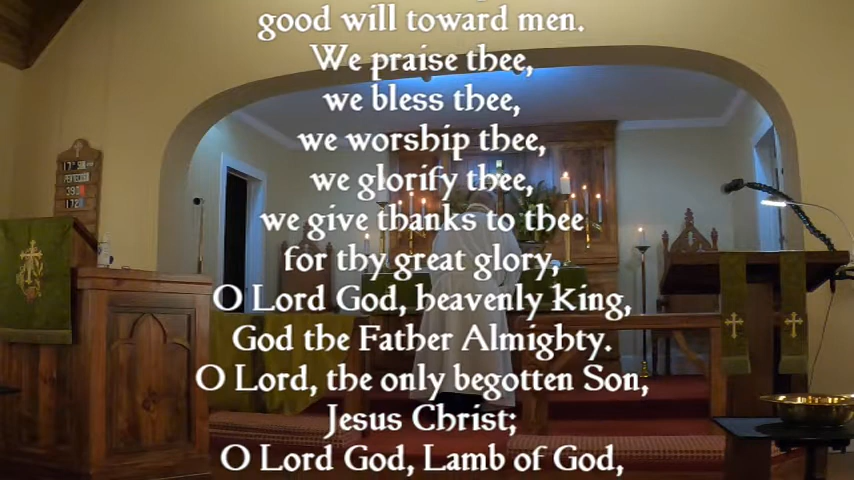 good will toward men.
We praise thee,
we bless thee,
we worship thee,
we glorify thee,
we give thanks to thee
for thy great glory,
O Lord God, heavenly King,
God the Father Almighty.
O Lord, the only begotten Son,
Jesus Christ;
O Lord God, Lamb of God,